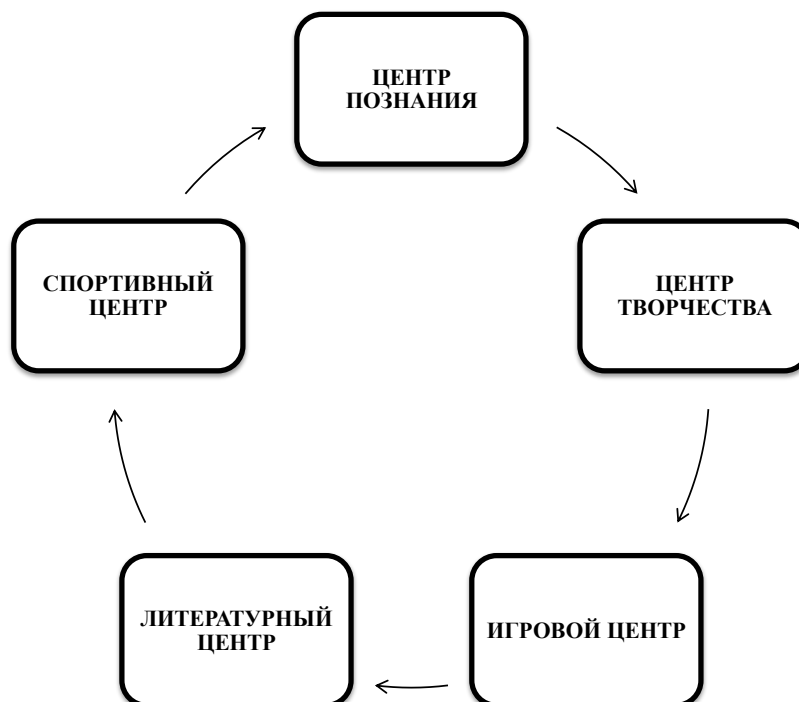 ЦЕНТР
ПОЗНАНИЯ
СПОРТИВНЫЙ
ЦЕНТР
ЦЕНТР
ТВОРЧЕСТВА
ЛИТЕРАТУРНЫЙ
ЦЕНТР
ИГРОВОЙ ЦЕНТР